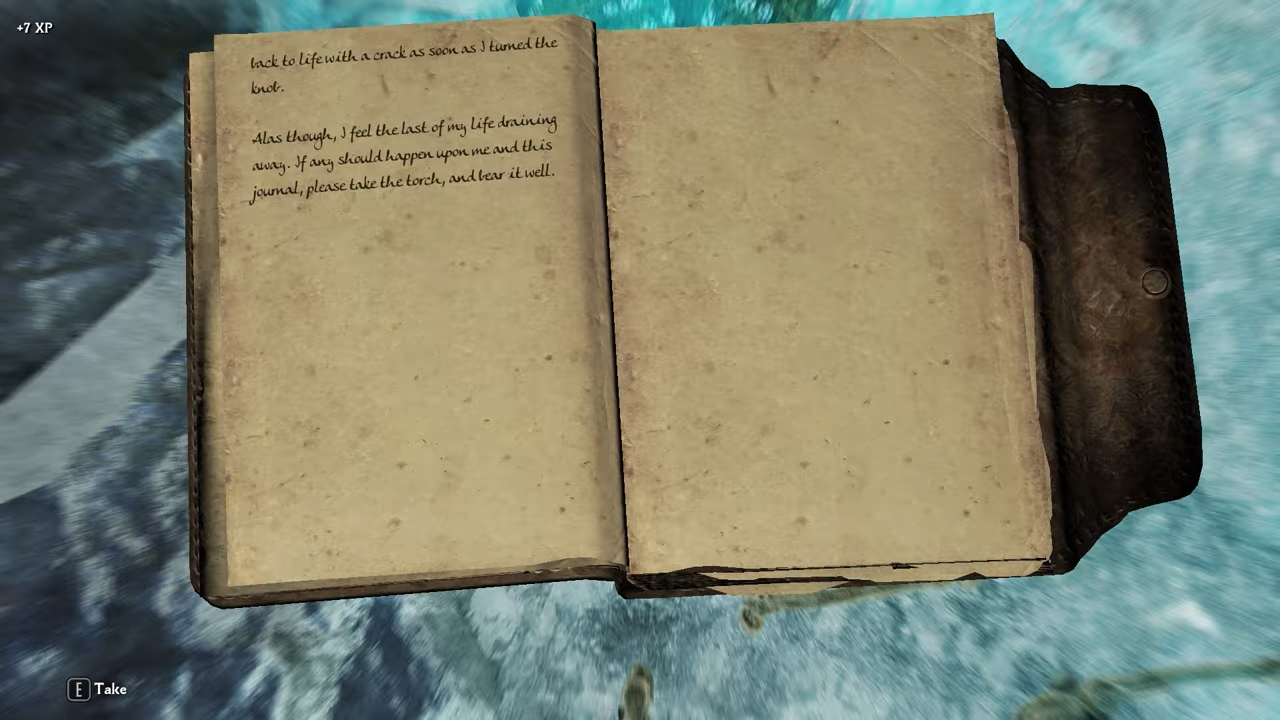 +7 XP
back to life with a crack as soon as I turned the
knob.
Alas though, I feel the last of my life draining
away. If any should happen upon me and this
journal, please take the torch, and bear it well.
E Take